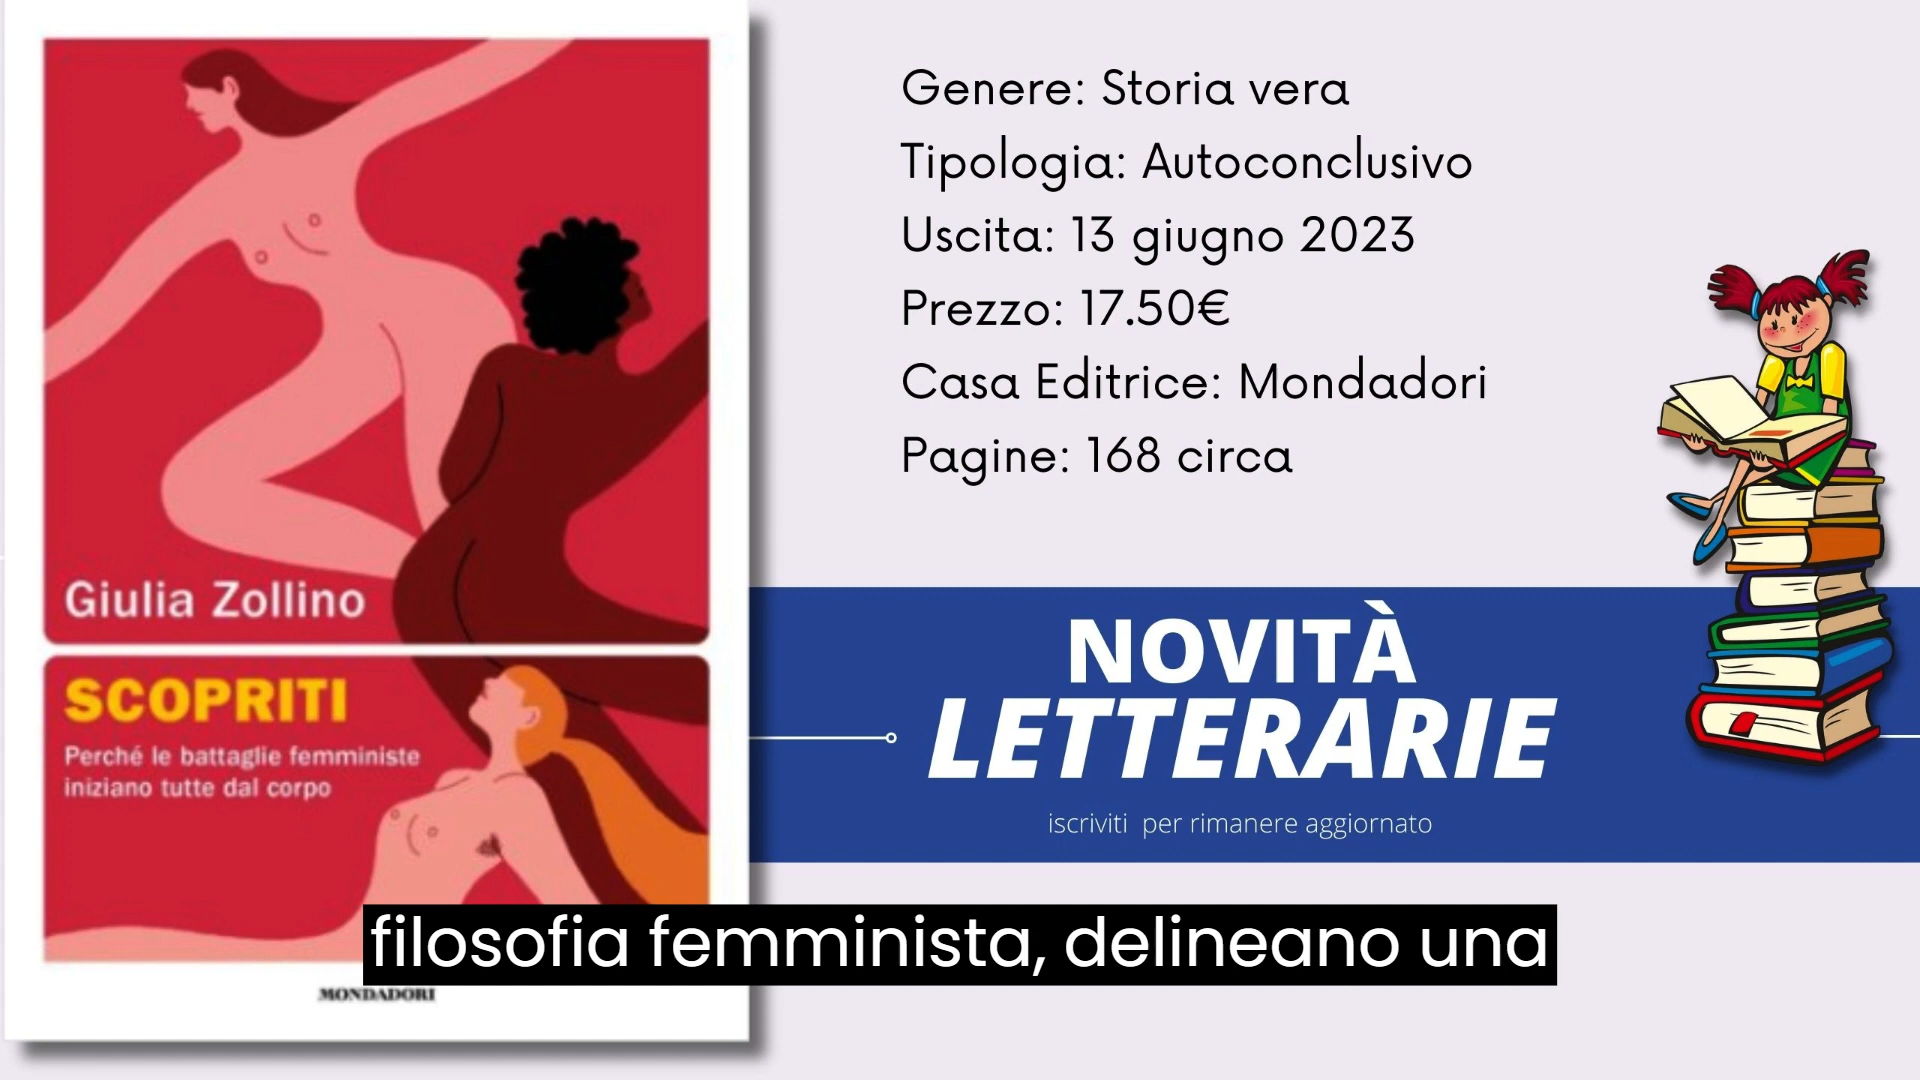 Giulia Zollino
SCOPRITI
Perché le battaglie femministe
iniziano tutte dal corpo
MONDADORI
Genere: Storia vera
Tipologia: Autoconclusivo
Uscita: 13 giugno 2023
Prezzo: 17.50€
Casa Editrice: Mondadori
Pagine: 168 circa
NOVITÀ
LETTERARIE
iscriviti per rimanere aggiornato
filosofia femminista, delineano una